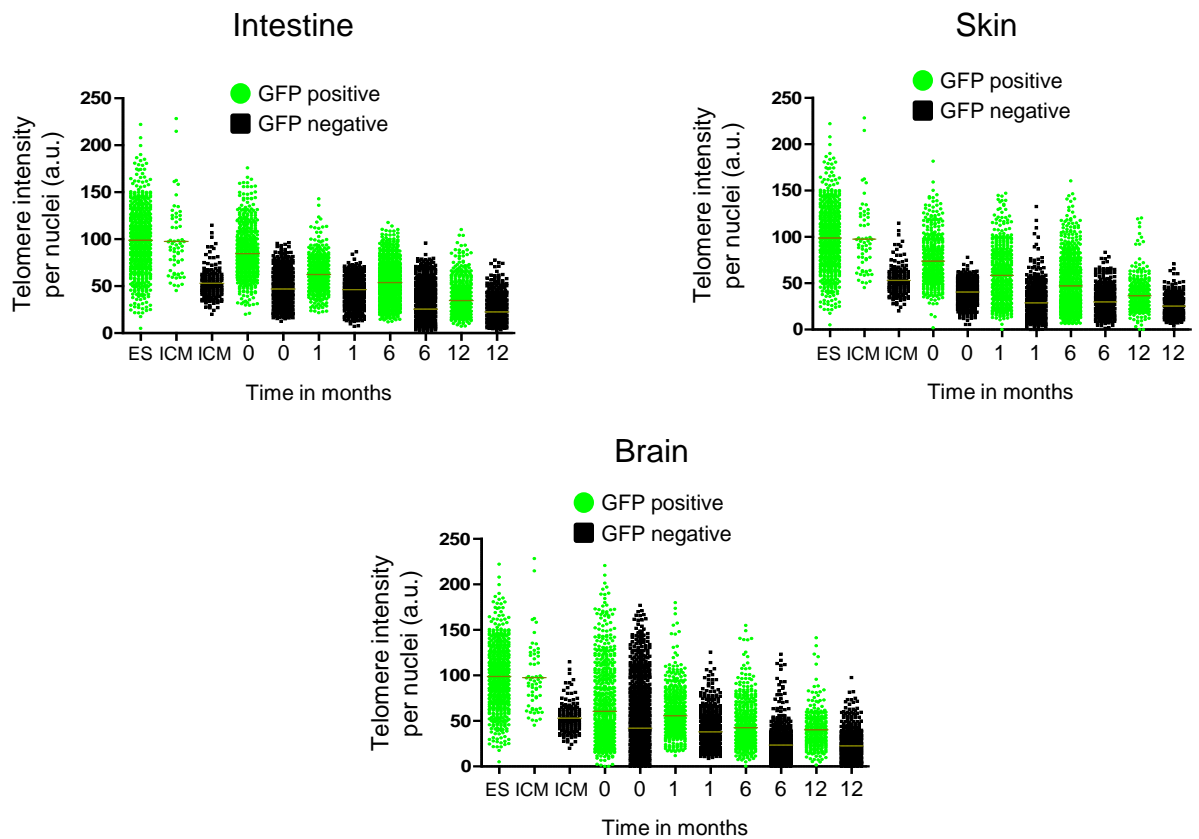 Intestine
GFP positive
GFP negative
Telomere intensity
per nuclei (a.u.)
250
200
150
100
50
0
ES ICM ICM 0 0 1 1 6 6 12 12
Time in months
Skin
GFP positive
GFP negative
Telomere intensity
per nuclei (a.u.)
250
200
150
100
50
0
ES ICM ICM 0 0 1 1 6 6 12 12
Time in months
Brain
GFP positive
GFP negative
Telomere intensity
per nuclei (a.u.)
250
200
150
100
50
0
ES ICM ICM 0 0 1 1 6 6 12 12
Time in months